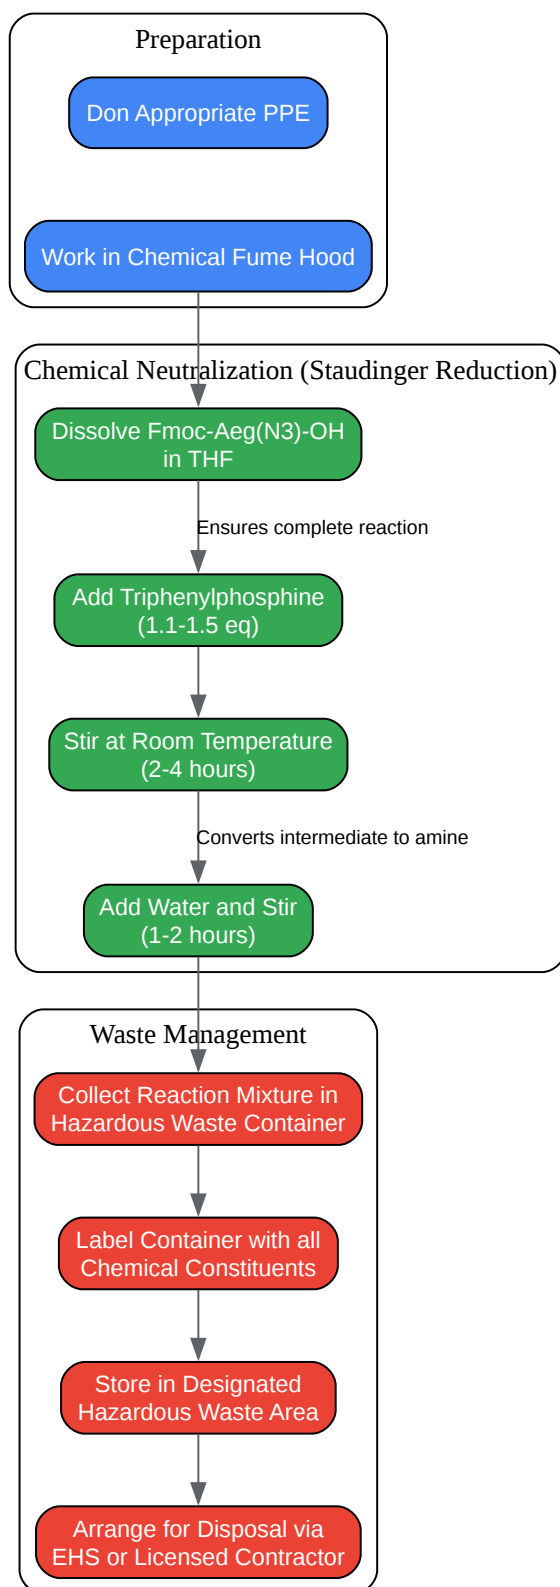 Preparation
Don Appropriate PPE
Work in Chemical Fume Hood
Chemical Neutralization (Staudinger Reduction)
Dissolve Fmoc-Aeg(N3)-OH
in THF
Ensures complete reaction
Add Triphenylphosphine
(1.1-1.5 eq)
Stir at Room Temperature
(2-4 hours)
Converts intermediate to amine
Add Water and Stir
(1-2 hours)
Waste Management
Collect Reaction Mixture in
Hazardous Waste Container
Label Container with all
Chemical Constituents
Store in Designated
Hazardous Waste Area
Arrange for Disposal via
EHS or Licensed Contractor